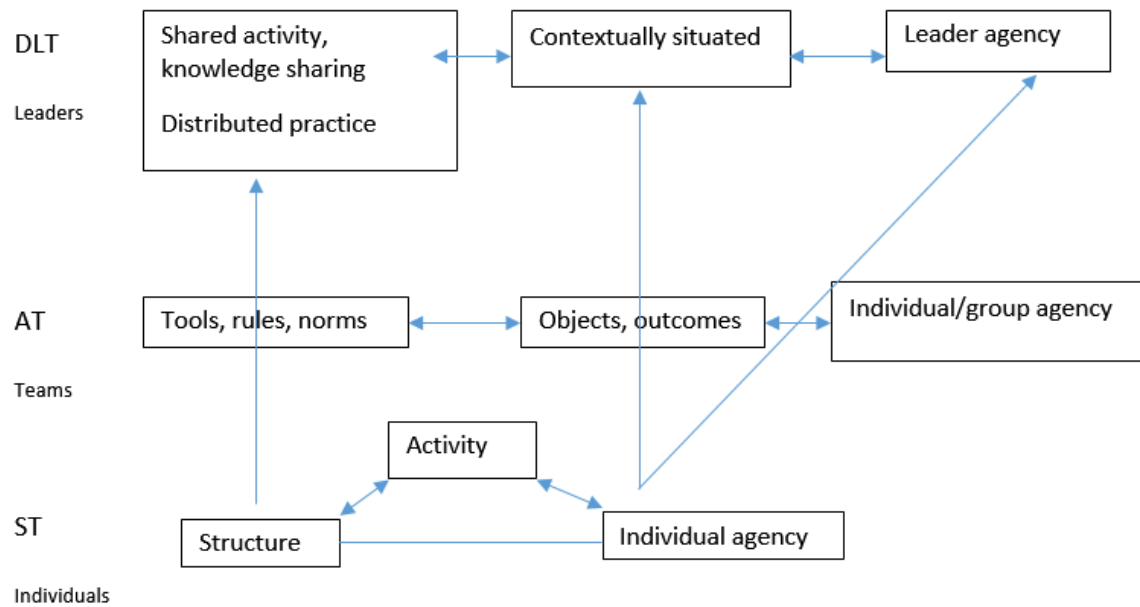 DLT
Leaders
Shared activity,
knowledge sharing
Distributed practice
Contextually situated
Leader agency
AT
Teams
Tools, rules, norms
Objects, outcomes
Individual/group agency
Activity
ST
Individuals
Structure
Individual agency